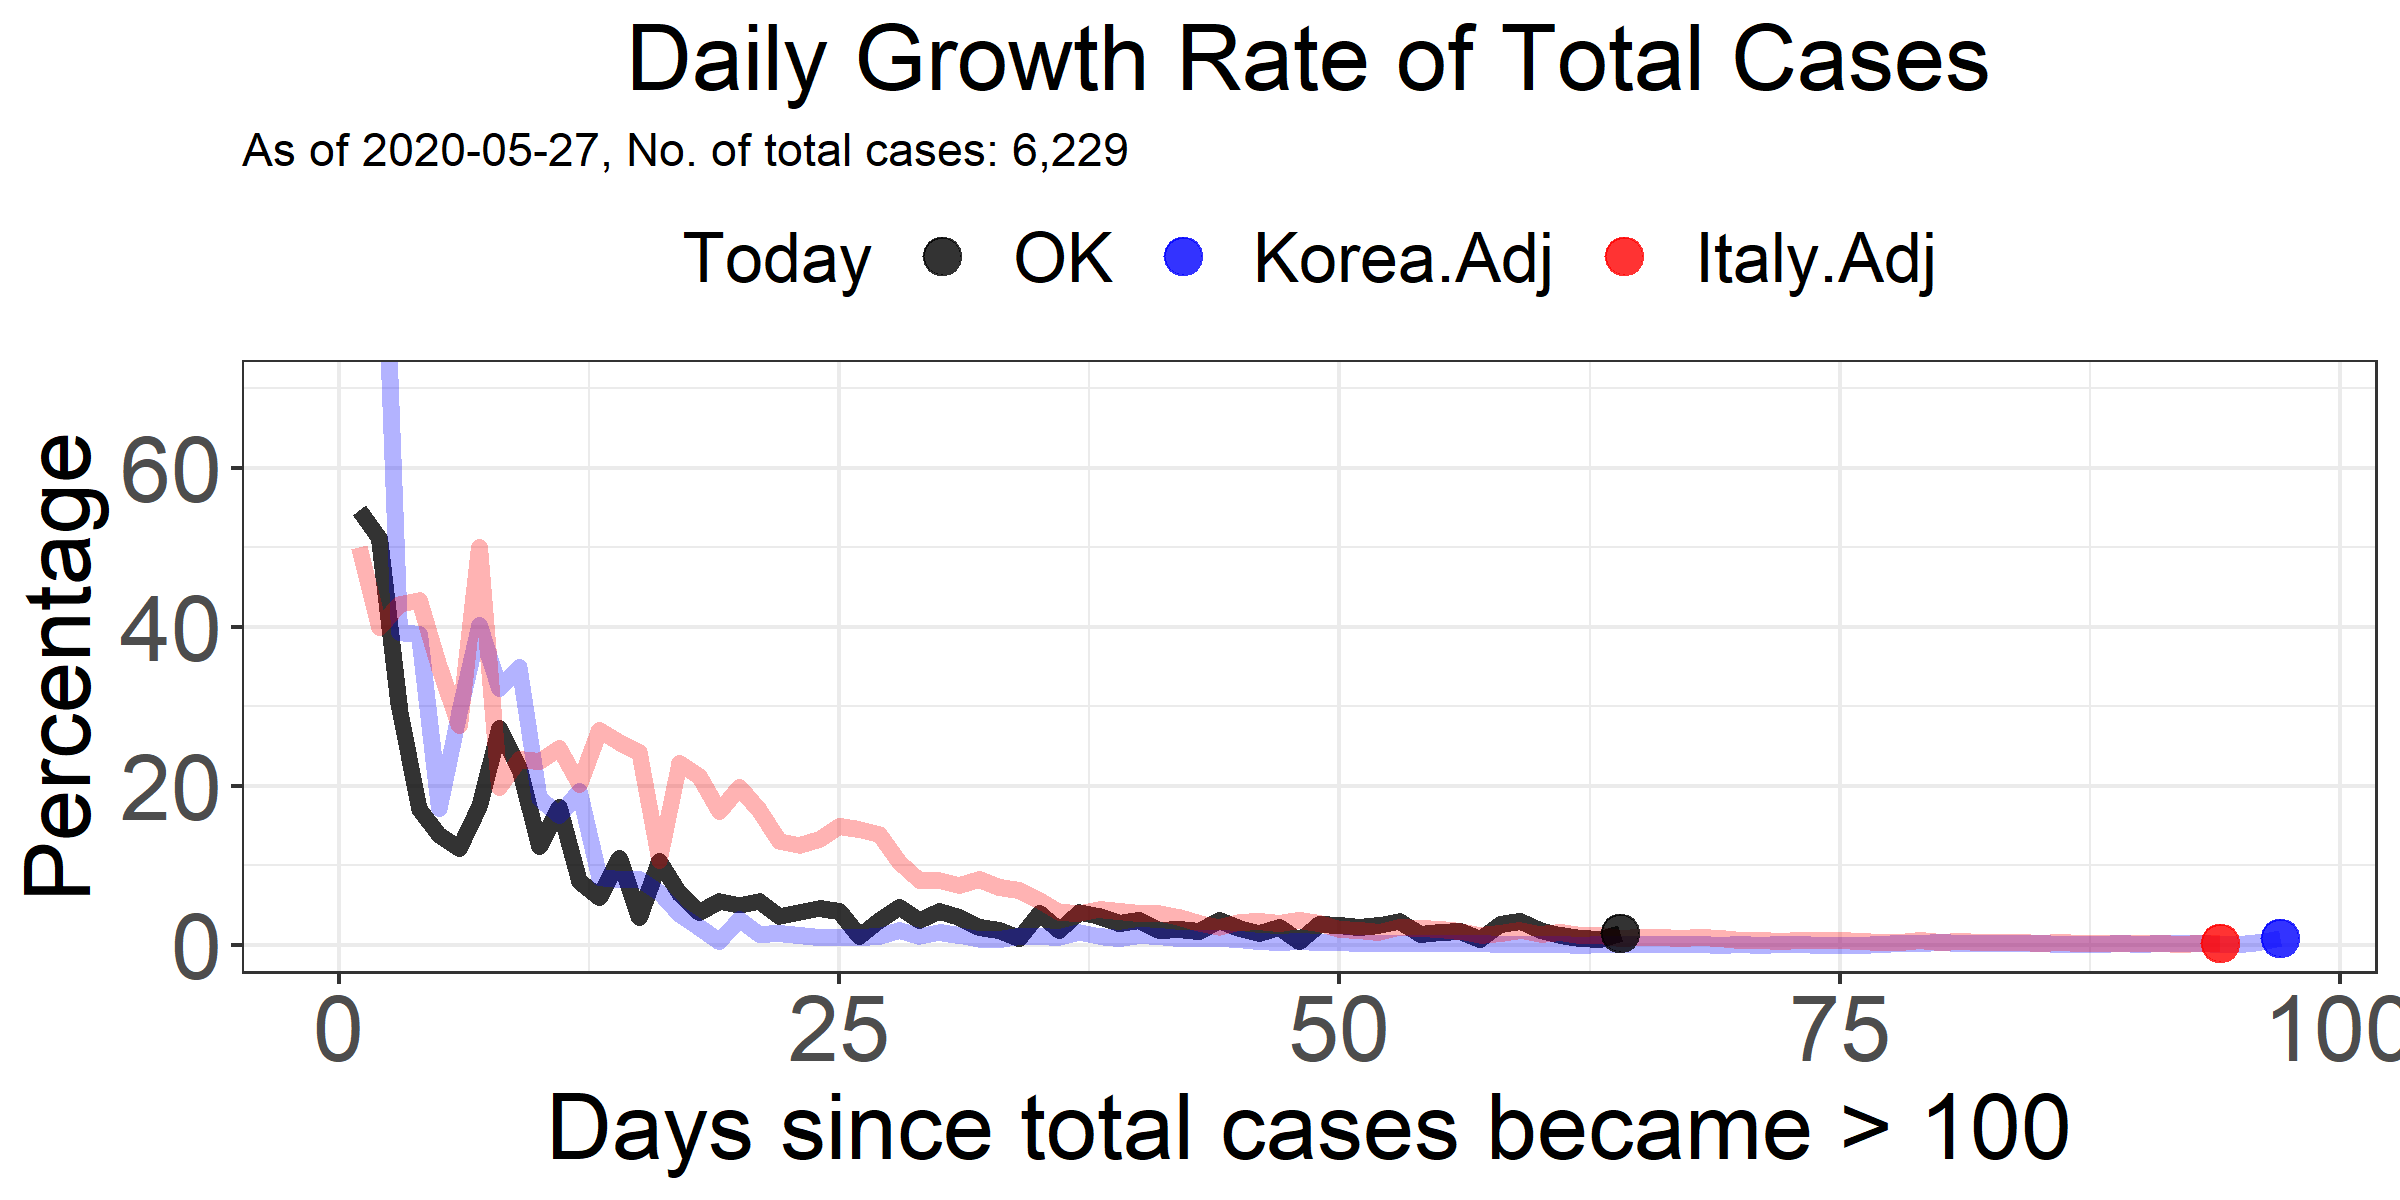 Daily Growth Rate of Total Cases
As of 2020-05-27, No. of total cases: 6,229
Today OK Korea.Adj Italy.Adj
Percentage
60
40
20
0
0 25 50 75 100
Days since total cases became > 100